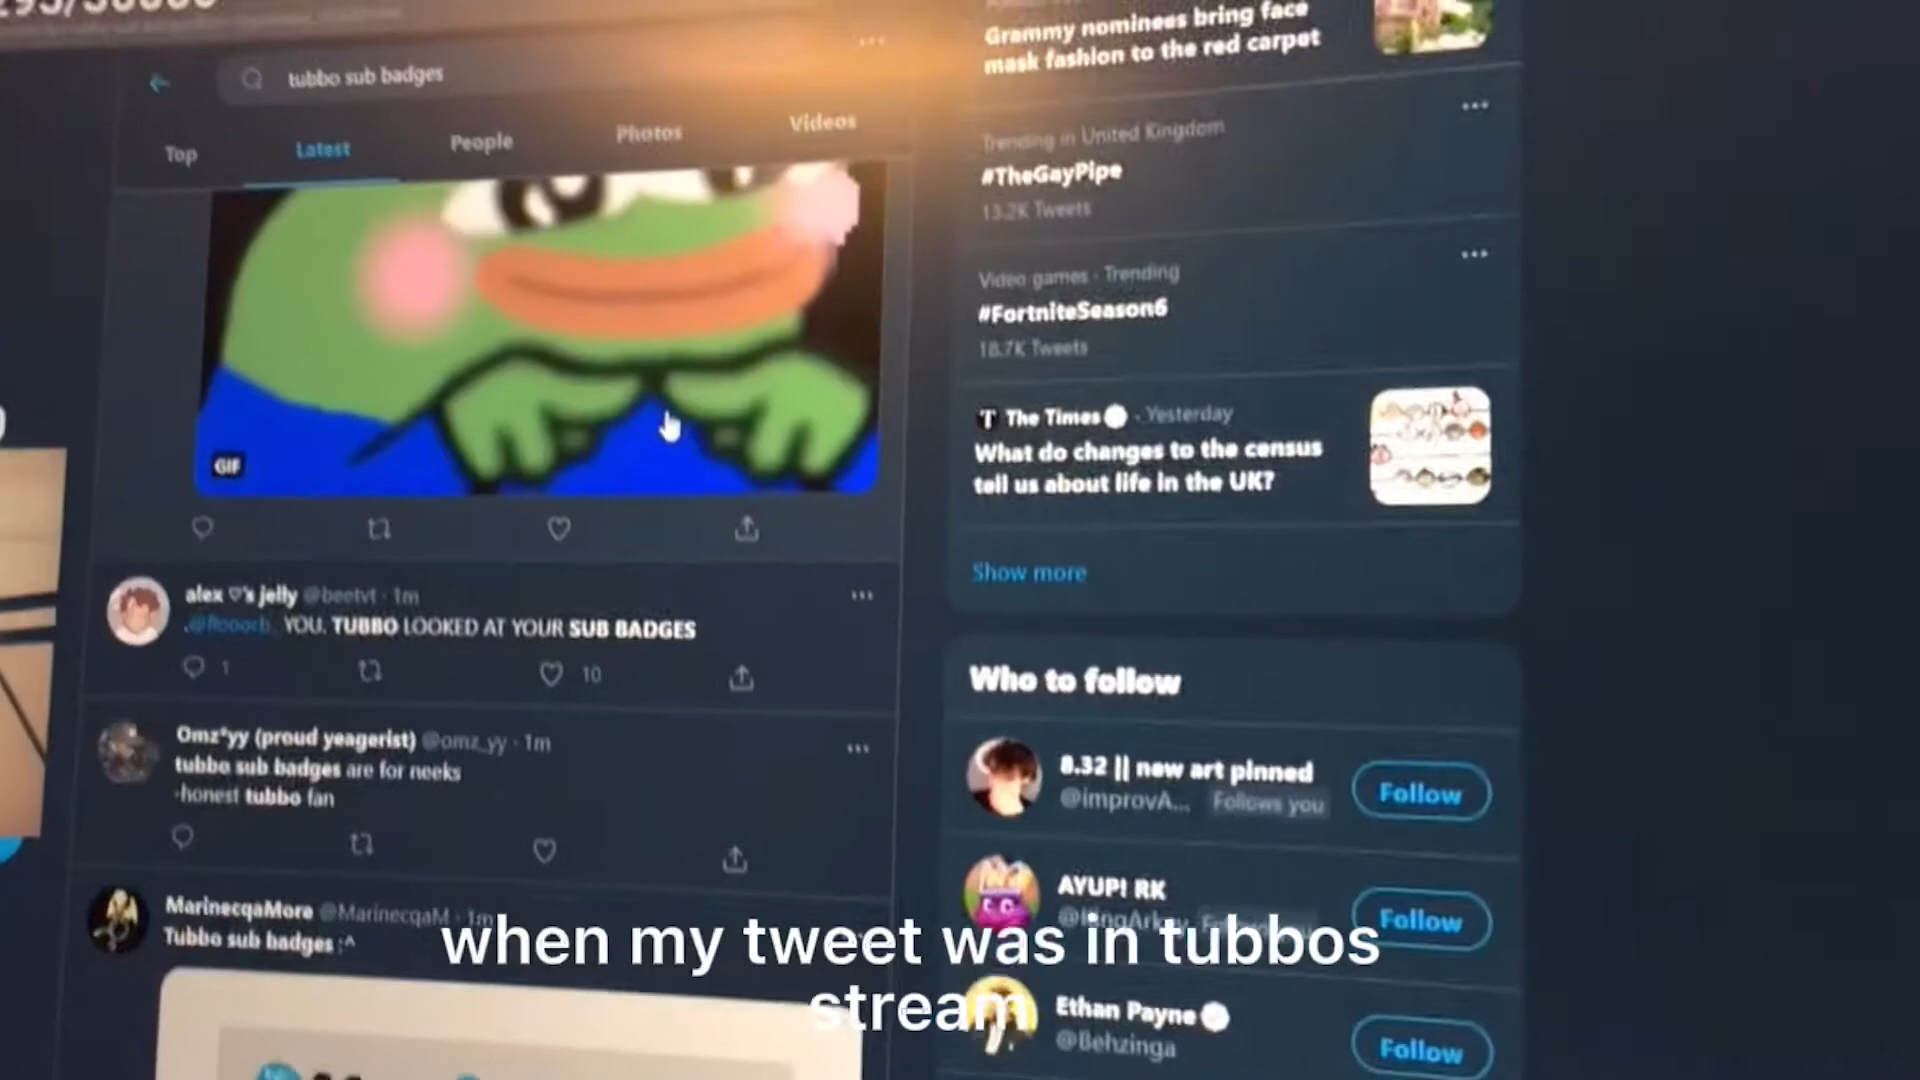 tubbo sub badges
Top
Latest
People
Photos
Videos
GIF
alex ♡'s jelly @beetvt · 1m
YOU. TUBBO LOOKED AT YOUR SUB BADGES
1
10
Omz*yy (proud yeagerist) @omz_yy · 1m
tubbo sub badges are for neeks
-honest tubbo fan
MarinecqaMore @MarinecqaM · 1m
Tubbo sub badges :^
Grammy nominees bring face
mask fashion to the red carpet
Trending in United Kingdom
#TheGayPipe
13.2K Tweets
Video games · Trending
#FortniteSeason6
18.7K Tweets
T The Times · Yesterday
What do changes to the census
tell us about life in the UK?
Show more
Who to follow
8.32 || new art pinned
@improvA... Follows you
Follow
AYUP! RK
Follow
Ethan Payne
@Behzinga
Follow
when my tweet was in tubbos
stream